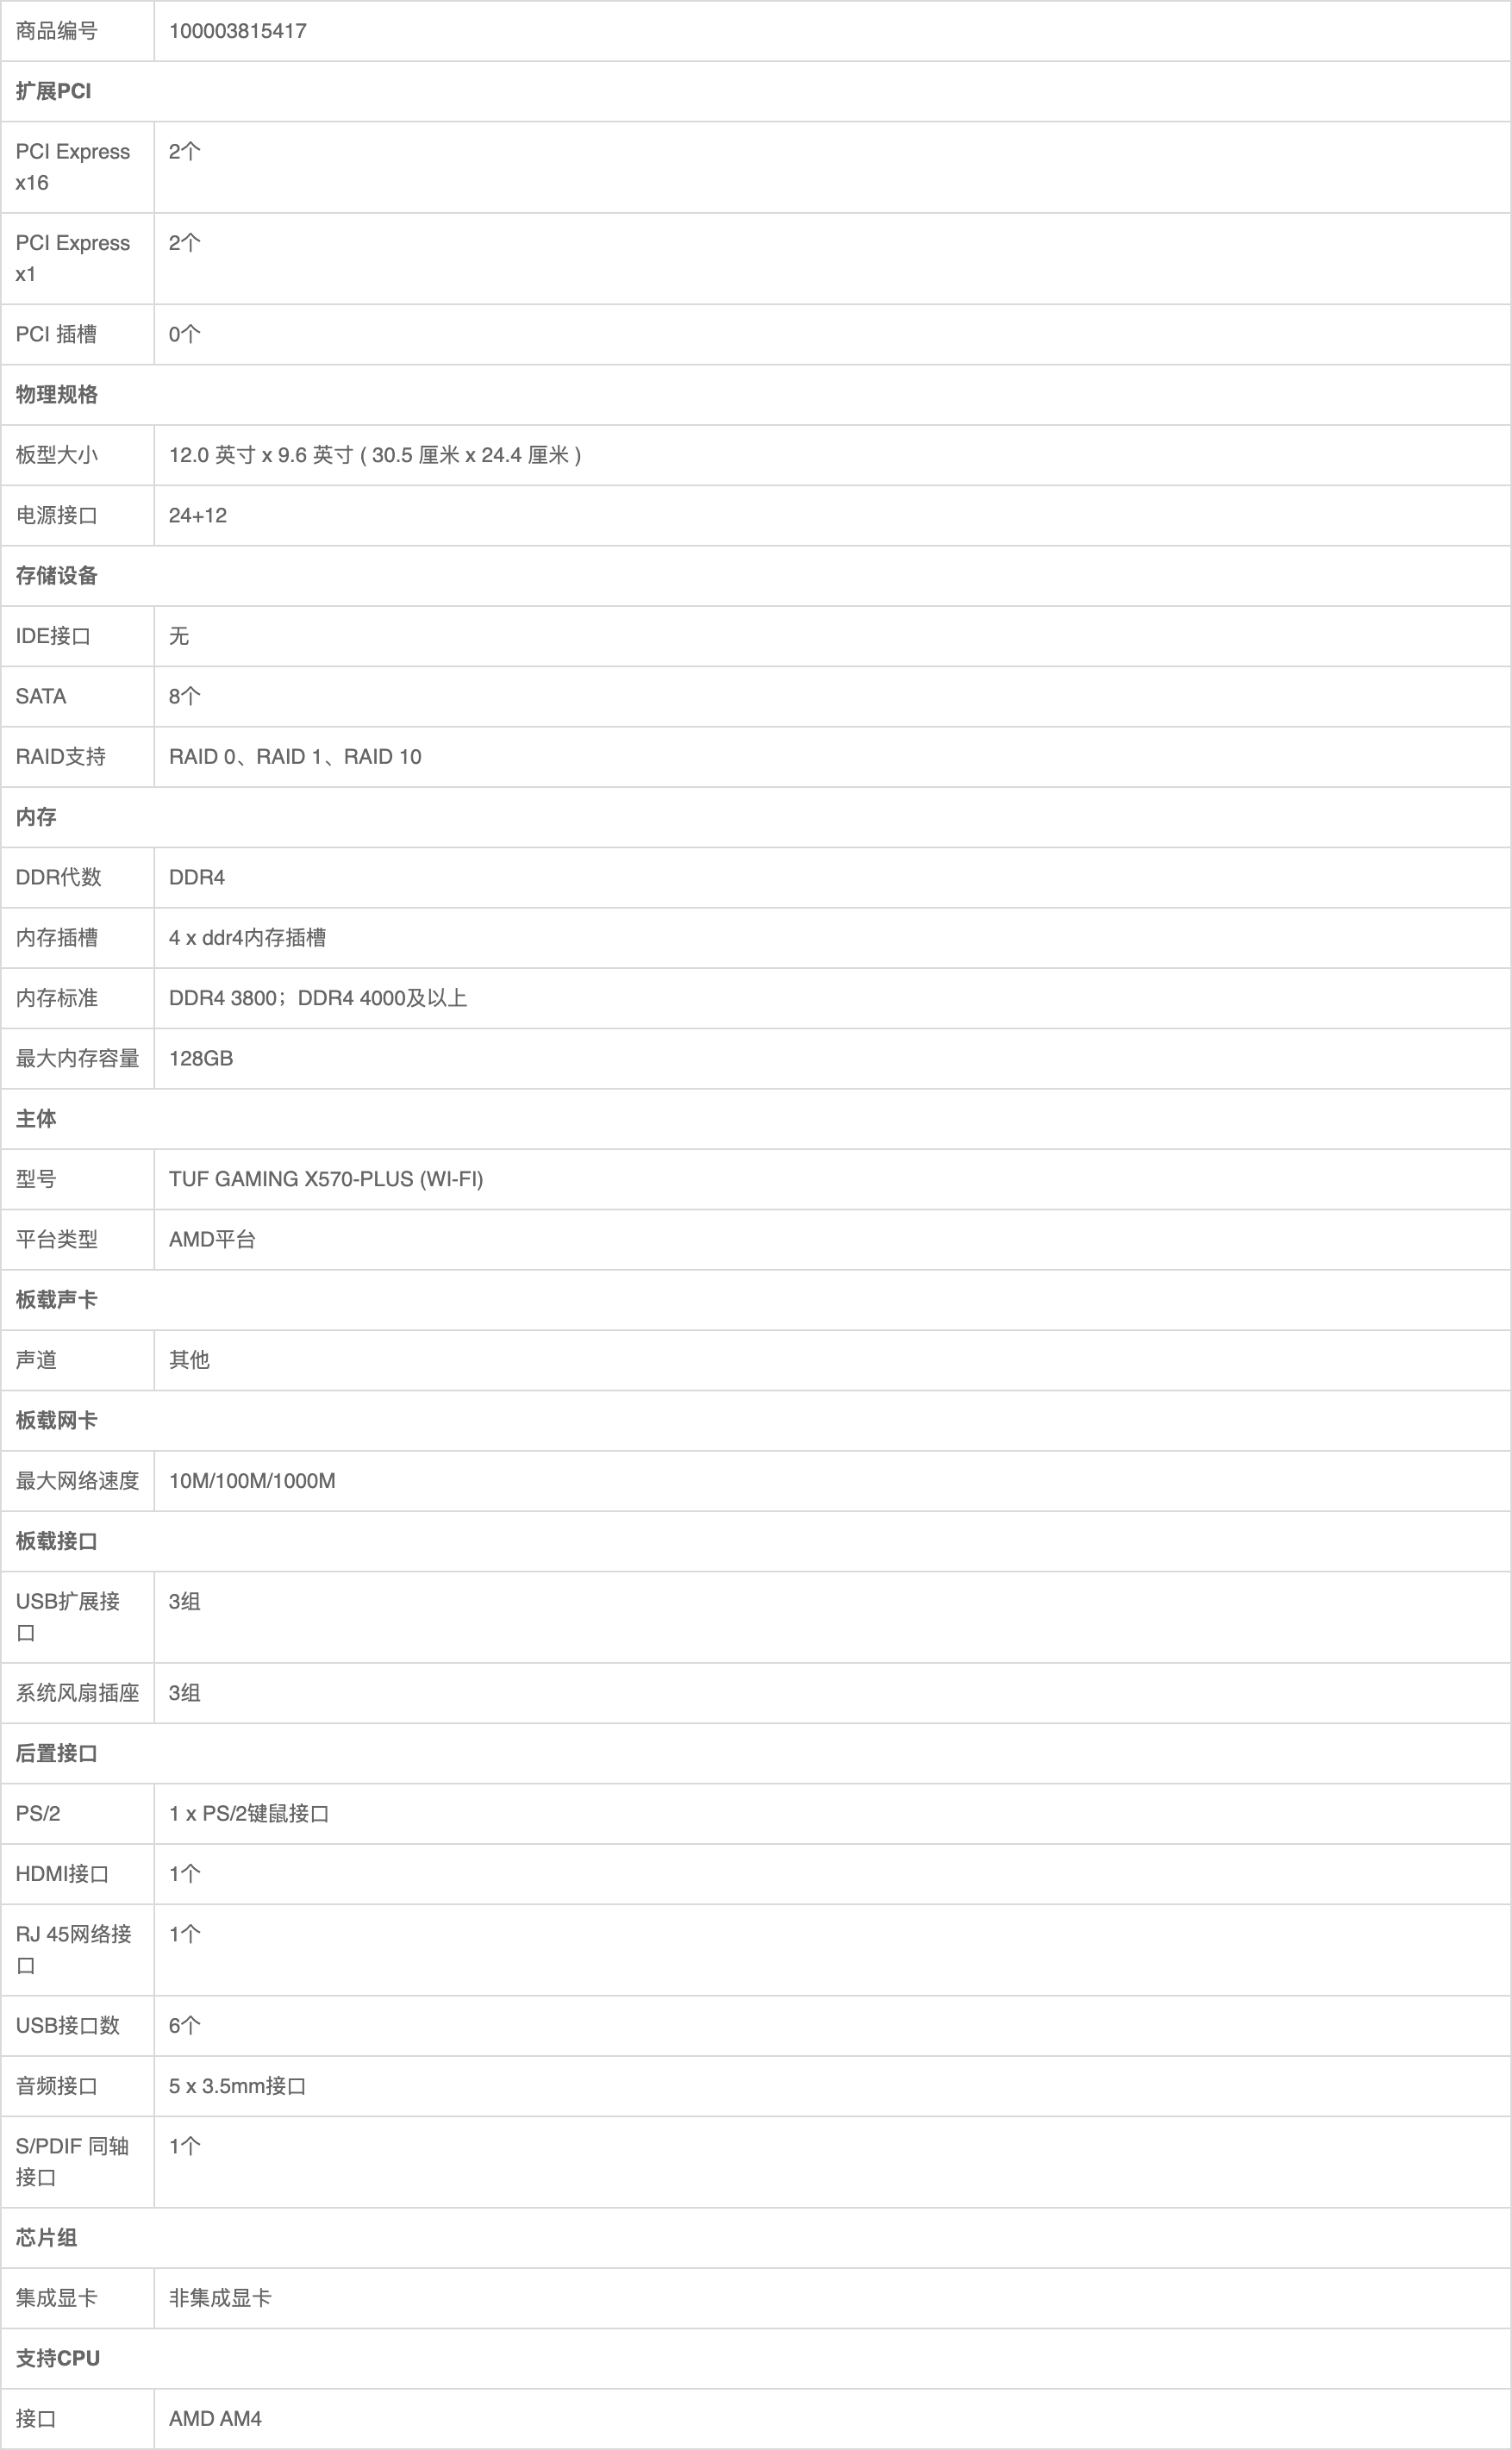 商品编号 100003815417
扩展PCI
PCI Express 2个
x16
PCI Express 2个
x1
PCI 插槽 0个
物理规格
板型大小 12.0 英寸 x 9.6 英寸 ( 30.5 厘米 x 24.4 厘米 )
电源接口 24+12
存储设备
IDE接口 无
SATA 8个
RAID支持 RAID 0、RAID 1、RAID 10
内存
DDR代数 DDR4
内存插槽 4 x ddr4内存插槽
内存标准 DDR4 3800；DDR4 4000及以上
最大内存容量 128GB
主体
型号 TUF GAMING X570-PLUS (WI-FI)
平台类型 AMD平台
板载声卡
声道 其他
板载网卡
最大网络速度 10M/100M/1000M
板载接口
USB扩展接 3组
口
系统风扇插座 3组
后置接口
PS/2 1 x PS/2键鼠接口
HDMI接口 1个
RJ 45网络接 1个
口
USB接口数 6个
音频接口 5 x 3.5mm接口
S/PDIF 同轴 1个
接口
芯片组
集成显卡 非集成显卡
支持CPU
接口 AMD AM4